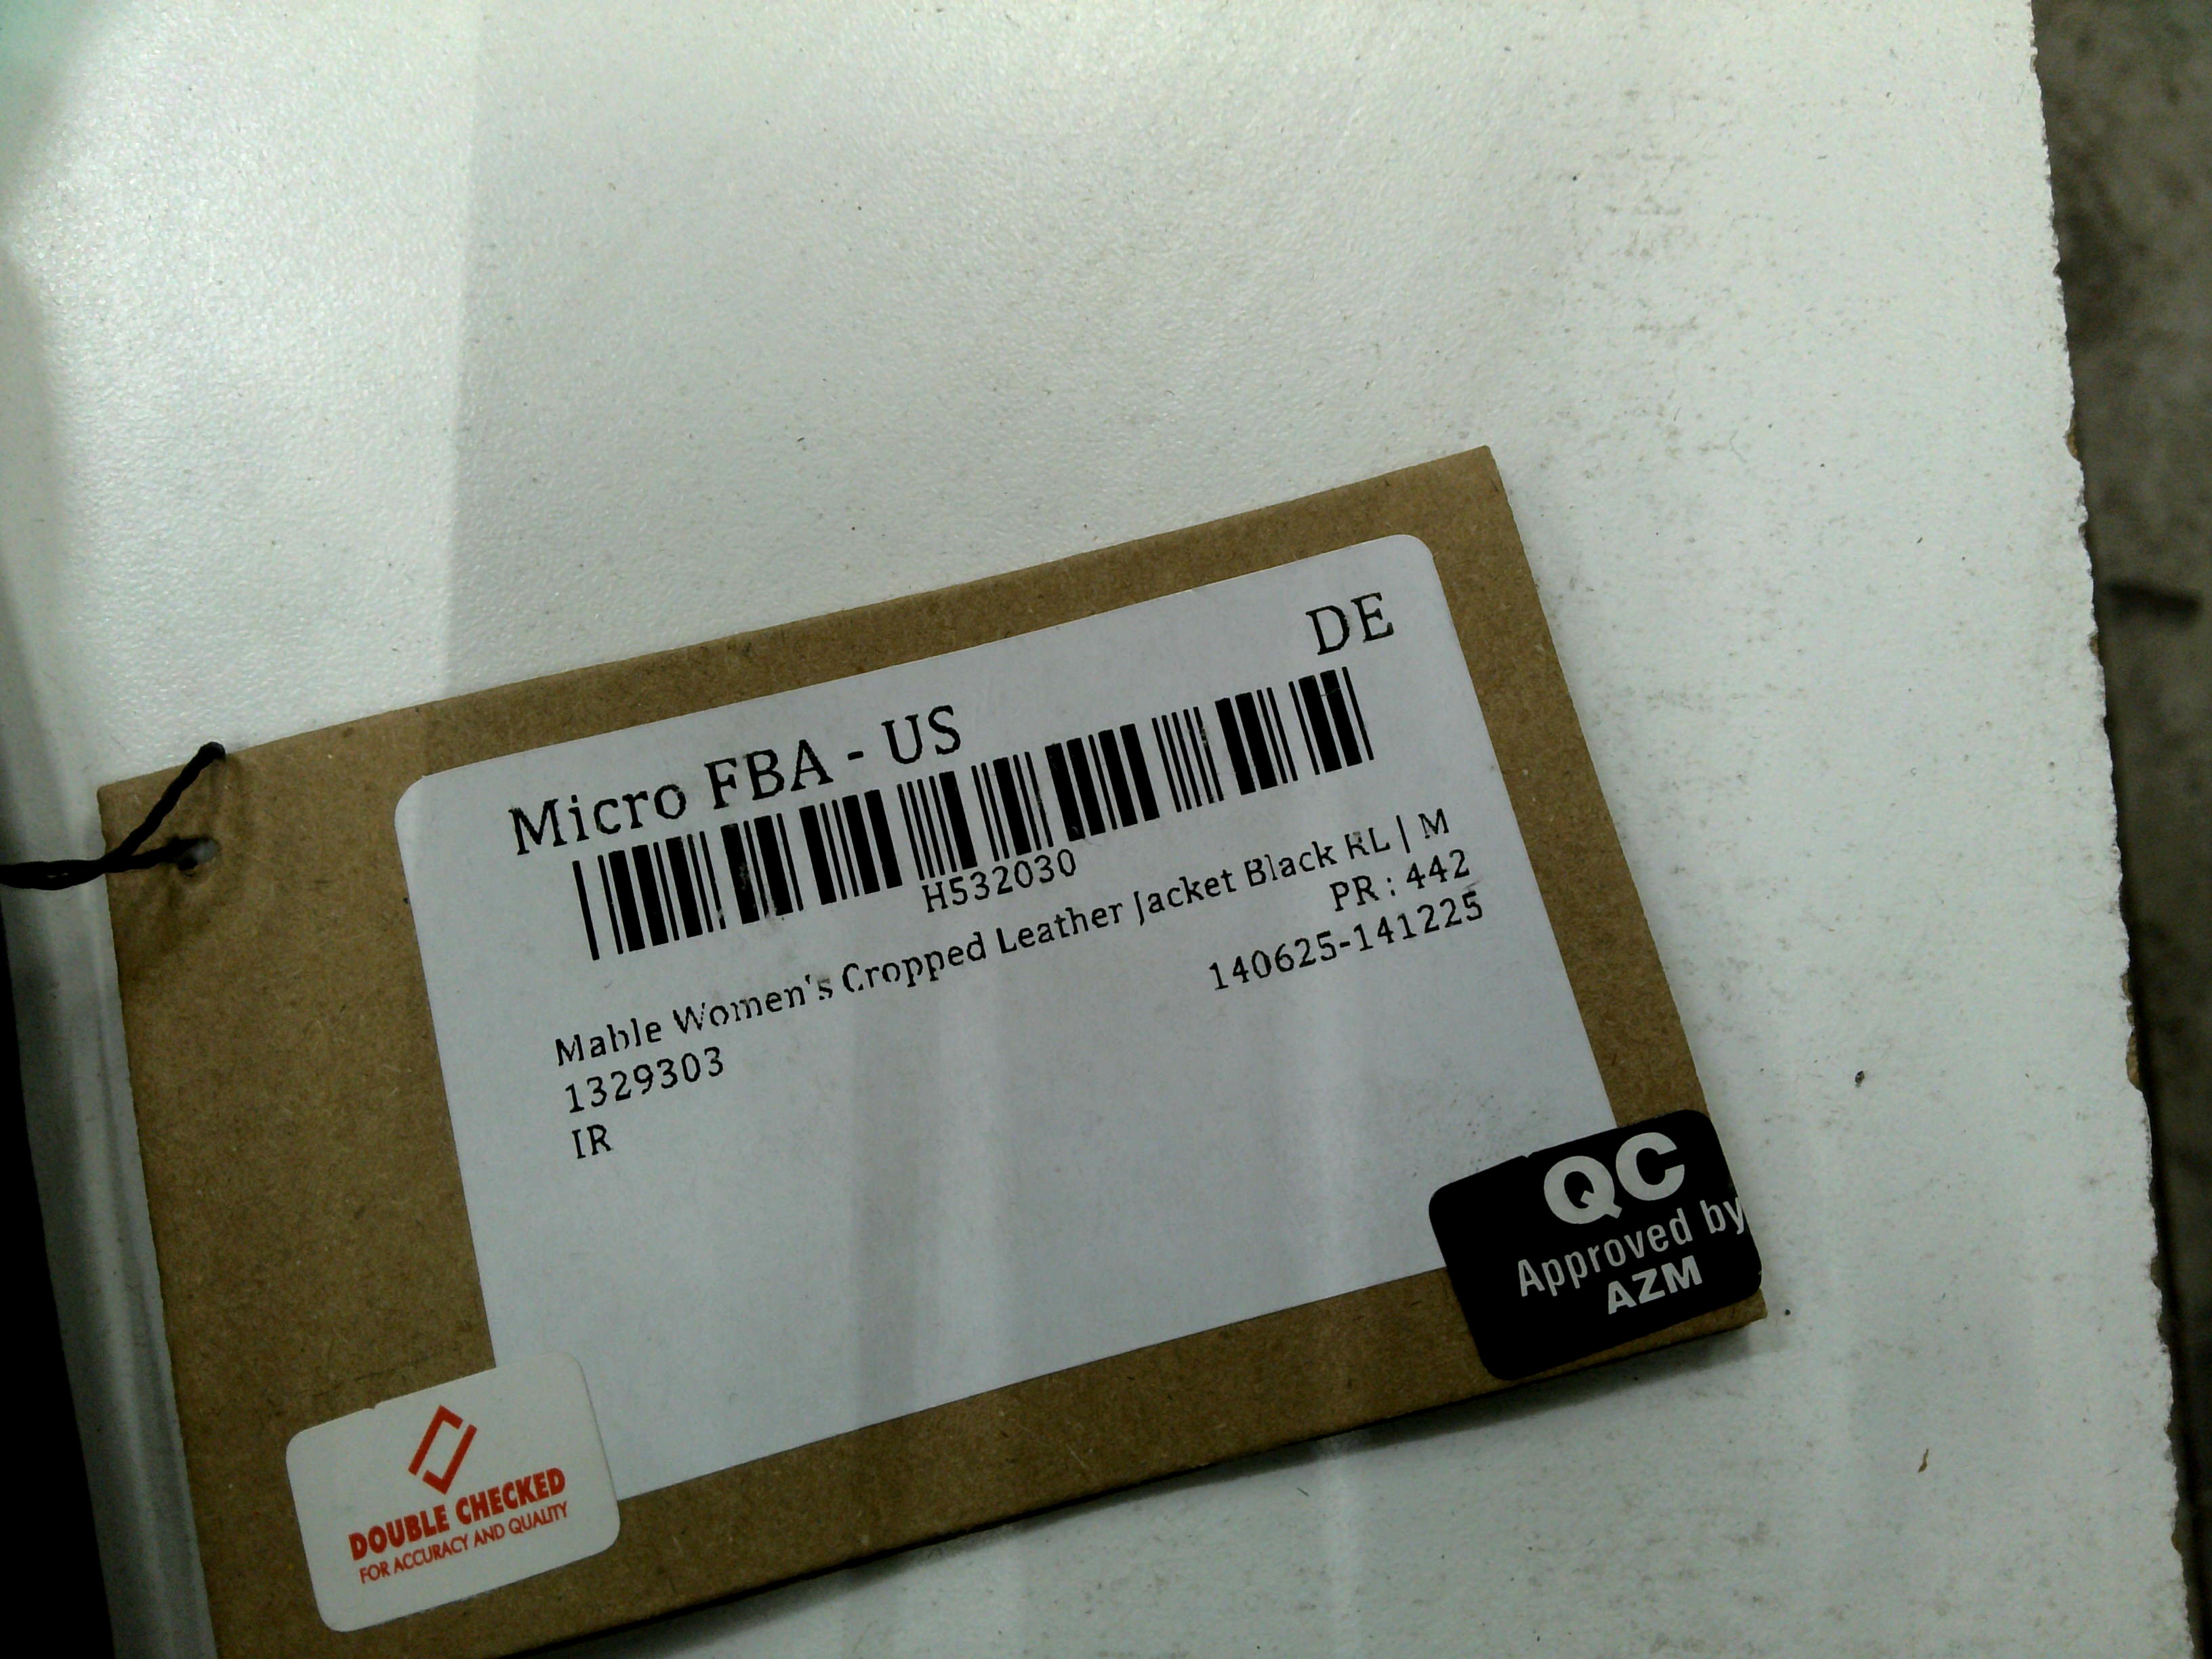 DE
Micro FBA - US
H532030
Mable Women's Cropped Leather Jacket Black RL | M
PR : 442
1329303
140625-141225
IR
QC
Approved by
AZM
DOUBLE CHECKED
FOR ACCURACY AND QUALITY